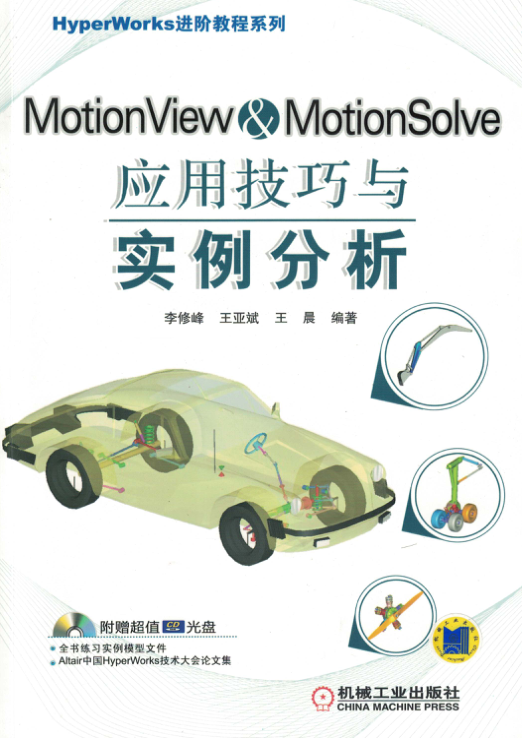 HyperWorks进阶教程系列
MotionView & MotionSolve
应用技巧与
实例分析
李修峰 王亚斌 王晨 编著
附赠超值CD光盘
全书练习实例模型文件
Altair中国HyperWorks技术大会论文集
机械工业出版社
CHINA MACHINE PRESS